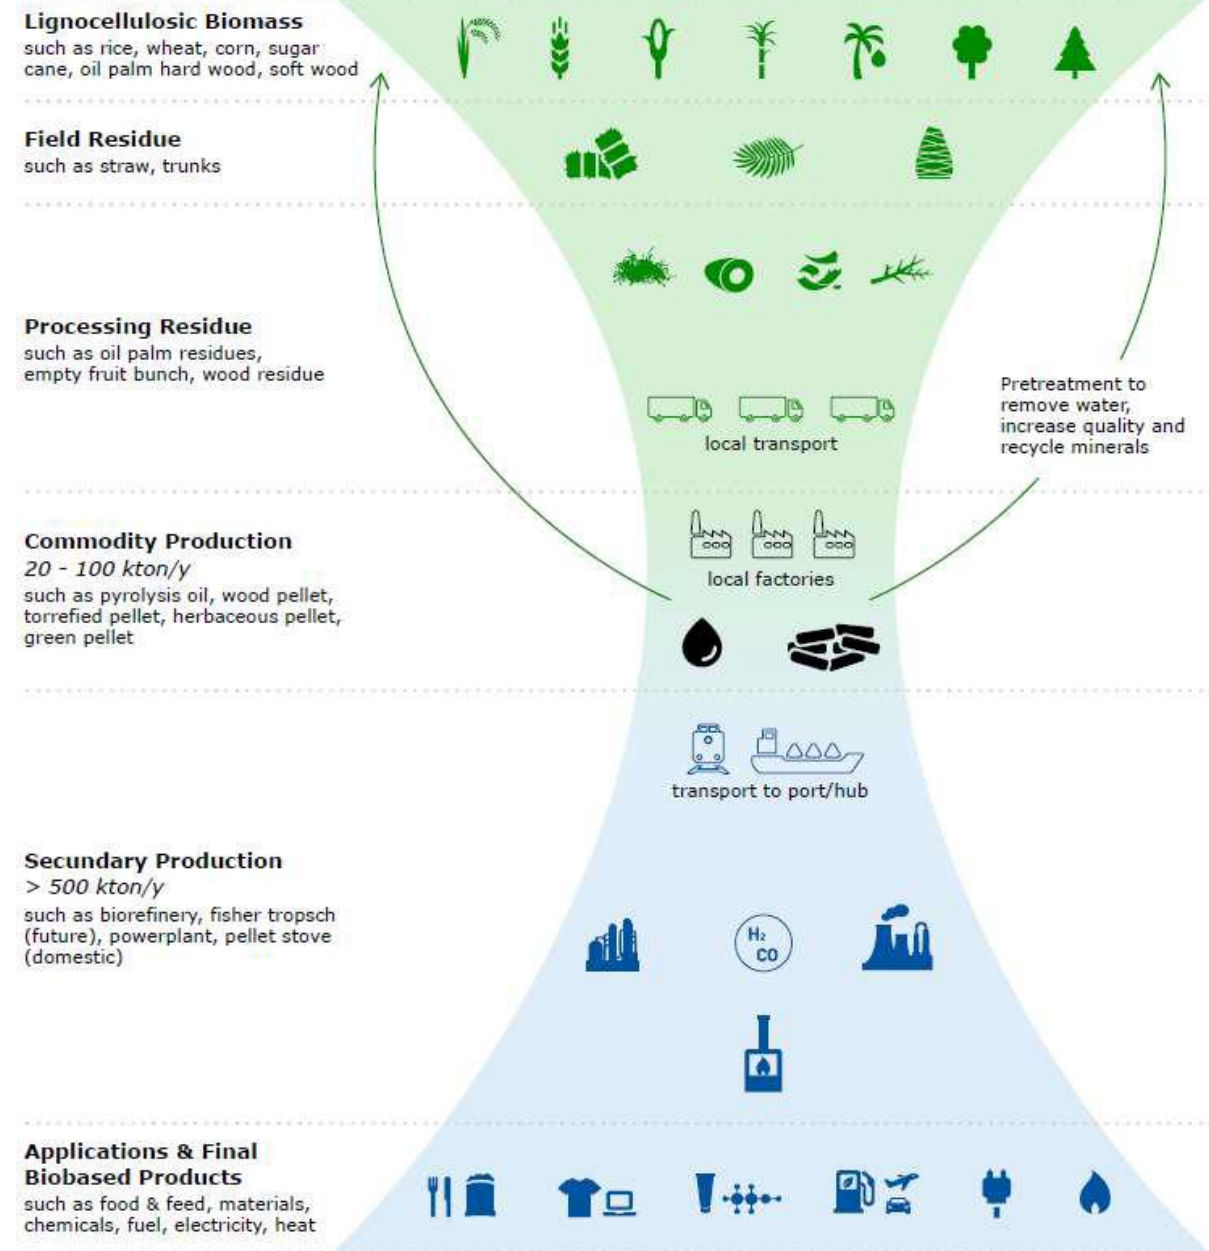 Lignocellulosic Biomass
such as rice, wheat, corn, sugar
cane, oil palm hard wood, soft wood
Field Residue
such as straw, trunks
Processing Residue
such as oil palm residues,
empty fruit bunch, wood residue
local transport
Pretreatment to
remove water,
increase quality and
recycle minerals
Commodity Production
20 - 100 kton/y
such as pyrolysis oil, wood pellet,
torrefied pellet, herbaceous pellet,
green pellet
local factories
transport to port/hub
Secundary Production
> 500 kton/y
such as biorefinery, fisher tropsch
(future), powerplant, pellet stove
(domestic)
H₂
CO
Applications & Final
Biobased Products
such as food & feed, materials,
chemicals, fuel, electricity, heat